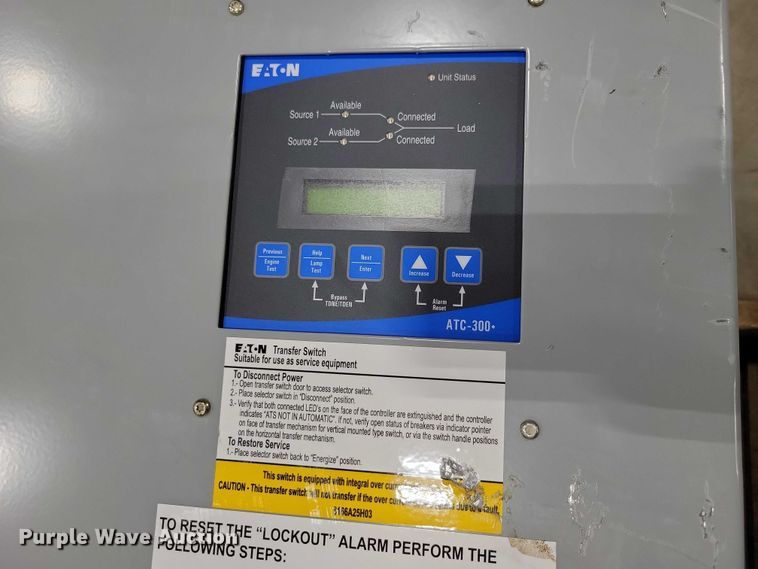 EATON
Unit Status
Available
Source 1
Connected
Load
Available
Source 2
Connected
Previous
Engine
Test
Help
Lamp
Test
Next
Enter
Increase
Decrease
Bypass
TDNE/TDEN
Alarm
Reset
ATC-300+
EATON Transfer Switch
Suitable for use as service equipment
To Disconnect Power
1.- Open transfer switch door to access selector switch.
2.- Place selector switch in "Disconnect" position.
3.- Verify that both connected LED's on the face of the controller are extinguished and the controller
indicates "ATS NOT IN AUTOMATIC". If not, verify open status of breakers via indicator pointer
on face of transfer mechanism for vertical mounted type switch, or via the switch handle positions
on the horizontal transfer mechanism.
To Restore Service
1.- Place selector switch back to "Energize" position.
This switch is equipped with integral over
CAUTION - This transfer switch will not transfer if the over due to a fault.
8166A25H03
TO RESET THE "LOCKOUT" ALARM PERFORM THE
FOLLOWING STEPS:
Purple Wave Auction